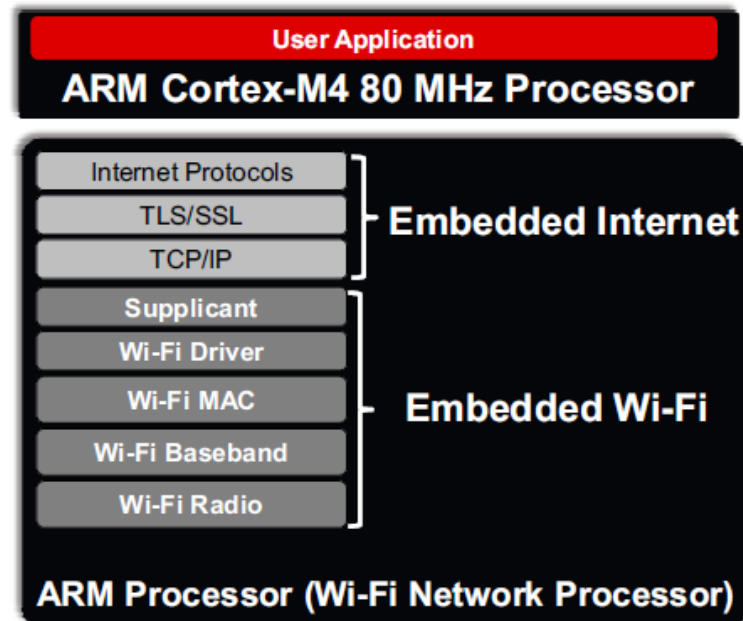 User Application
ARM Cortex-M4 80 MHz Processor
Internet Protocols
TLS/SSL
TCP/IP
Embedded Internet
Supplicant
Wi-Fi Driver
Wi-Fi MAC
Wi-Fi Baseband
Wi-Fi Radio
Embedded Wi-Fi
ARM Processor (Wi-Fi Network Processor)